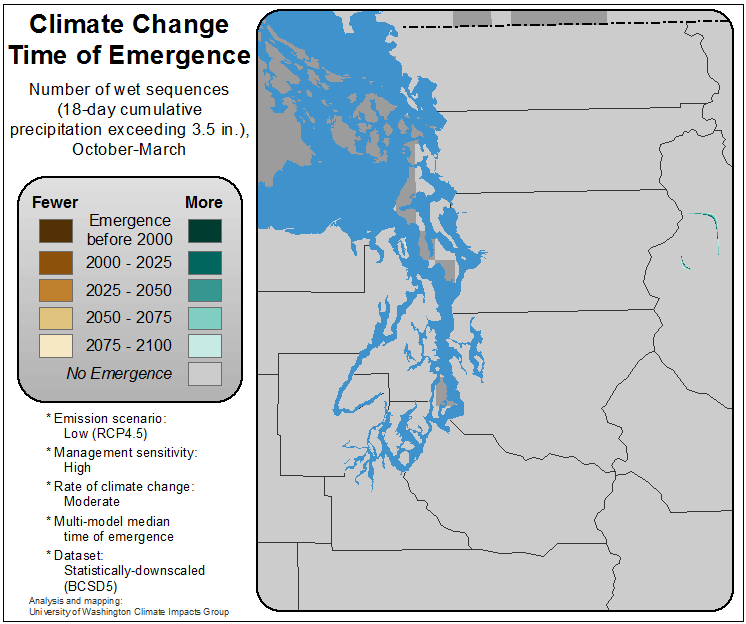 Climate Change
Time of Emergence
Number of wet sequences
(18-day cumulative
precipitation exceeding 3.5 in.),
October-March
Fewer More
Emergence
before 2000
2000 - 2025
2025 - 2050
2050 - 2075
2075 - 2100
No Emergence
* Emission scenario:
Low (RCP4.5)
* Management sensitivity:
High
* Rate of climate change:
Moderate
* Multi-model median
time of emergence
* Dataset:
Statistically-downscaled
(BCSD5)
Analysis and mapping:
University of Washington Climate Impacts Group